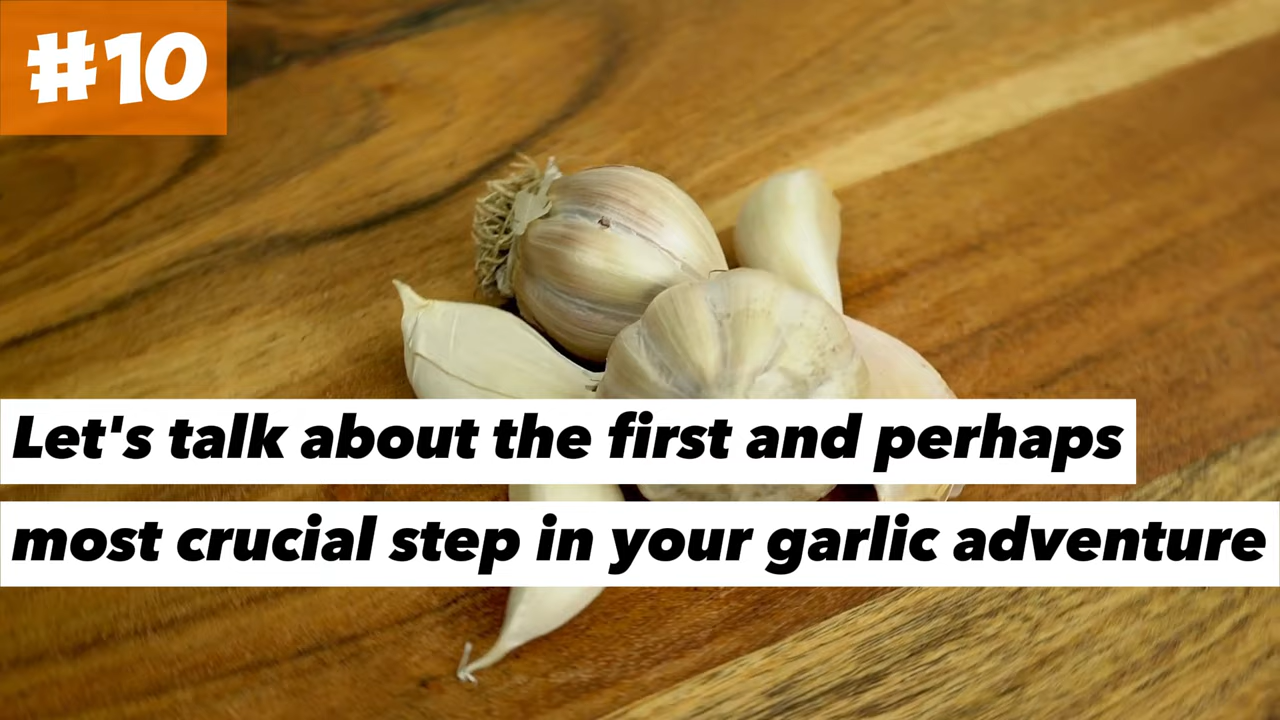 #10
Let's talk about the first and perhaps
most crucial step in your garlic adventure